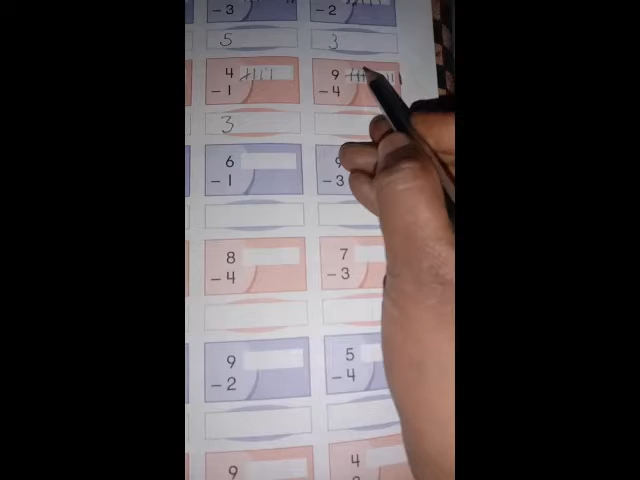 - 3 - 2
5 3
4 9
- 1 - 4
3
6 9
- 1 - 3
8 7
- 4 - 3
9 5
- 2 - 4
9 4